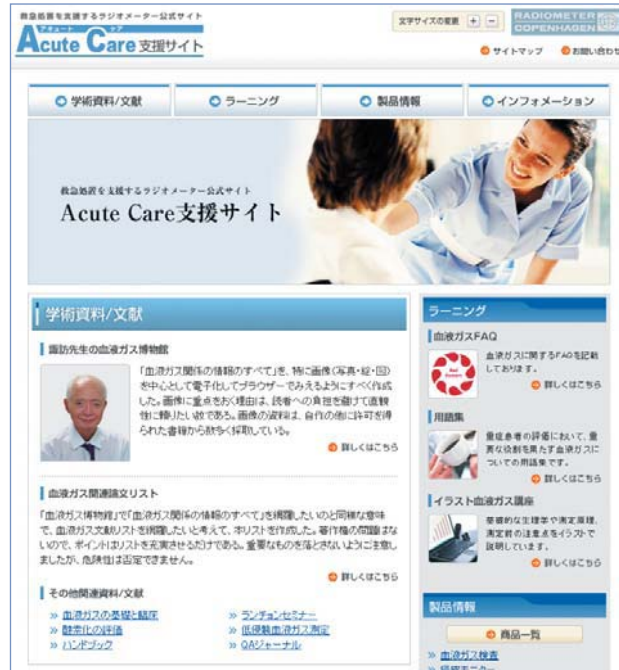 救急処置を支援するラジオメーター公式サイト
アキュート ケア
Acute Care 支援サイト
文字サイズの変更 + −
RADIOMETER
COPENHAGEN
サイトマップ お問い合わせ
学術資料/文献 ラーニング 製品情報 インフォメーション
救急処置を支援するラジオメーター公式サイト
Acute Care支援サイト
学術資料/文献
諏訪先生の血液ガス博物館
「血液ガス関係の情報のすべて」を、特に画像(写真・絵・図)
を中心として電子化してブラウザーでみえるようにすべく作成
した。画像に重点をおく理由は、読者への負担を避けて直観
性に頼りたい故である。画像の資料は、自作の他に許可を得
られた書籍から数多く採取している。
詳しくはこちら
血液ガス関連論文リスト
「血液ガス博物館」で「血液ガス関係の情報のすべて」を網羅したいのと同様な意味
で、血液ガス文献リストを網羅したいと考えて、本リストを作成した。著作権の問題はな
いので、ポイントはリストを充実させるだけである。重要なものを落とさないように注意し
ましたが、危険性は否定できません。
詳しくはこちら
その他関連資料/文献
» 血液ガスの基礎と臨床 » ランチョンセミナー
» 酸素化の評価 » 低侵襲血液ガス測定
» ハンドブック » QAジャーナル
ラーニング
血液ガスFAQ
血液ガスに関するFAQを記載
しております。
詳しくはこちら
用語集
重症患者の評価において、重
要な役割を果たす血液ガスに
ついての用語集です。
詳しくはこちら
イラスト血液ガス講座
基礎的な生理学や測定原理、
測定前の注意点をイラストで
説明しています。
詳しくはこちら
製品情報
商品一覧
» 血液ガス検査